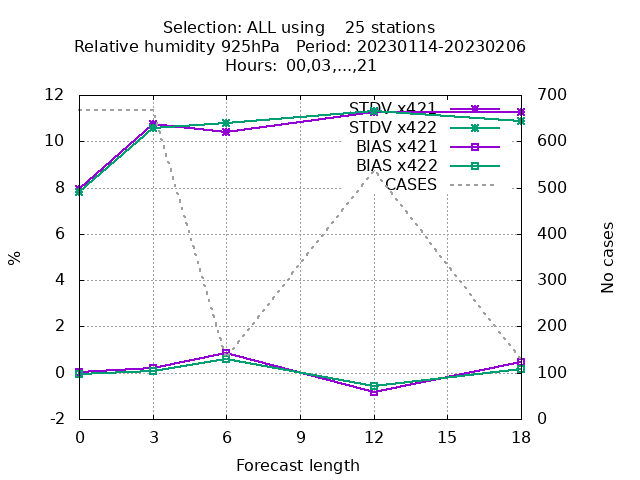 Selection: ALL using    25 stations
Relative humidity 925hPa   Period: 20230114-20230206
Hours: 00,03,...,21
12
10
8
6
4
2
0
-2
700
600
500
400
300
200
100
0
%
No cases
STDV x421
STDV x422
BIAS x421
BIAS x422
CASES
0 3 6 9 12 15 18
Forecast length